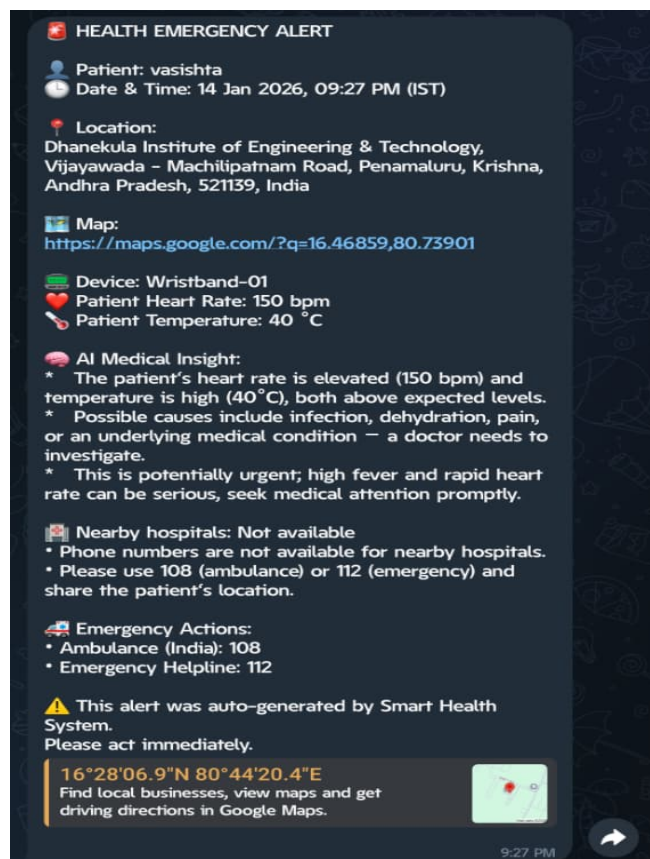 🚨 HEALTH EMERGENCY ALERT
👤 Patient: vasishta
🕒 Date & Time: 14 Jan 2026, 09:27 PM (IST)
📍 Location:
Dhanekula Institute of Engineering & Technology,
Vijayawada - Machilipatnam Road, Penamaluru, Krishna,
Andhra Pradesh, 521139, India
🗺️ Map:
https://maps.google.com/?q=16.46859,80.73901
📟 Device: Wristband-01
❤️ Patient Heart Rate: 150 bpm
🌡️ Patient Temperature: 40 °C
🧠 AI Medical Insight:
* The patient's heart rate is elevated (150 bpm) and
temperature is high (40°C), both above expected levels.
* Possible causes include infection, dehydration, pain,
or an underlying medical condition — a doctor needs to
investigate.
* This is potentially urgent; high fever and rapid heart
rate can be serious, seek medical attention promptly.
🏥 Nearby hospitals: Not available
• Phone numbers are not available for nearby hospitals.
• Please use 108 (ambulance) or 112 (emergency) and
share the patient's location.
🚑 Emergency Actions:
• Ambulance (India): 108
• Emergency Helpline: 112
⚠️ This alert was auto-generated by Smart Health
System.
Please act immediately.
16°28'06.9"N 80°44'20.4"E
Find local businesses, view maps and get
driving directions in Google Maps.
9:27 PM